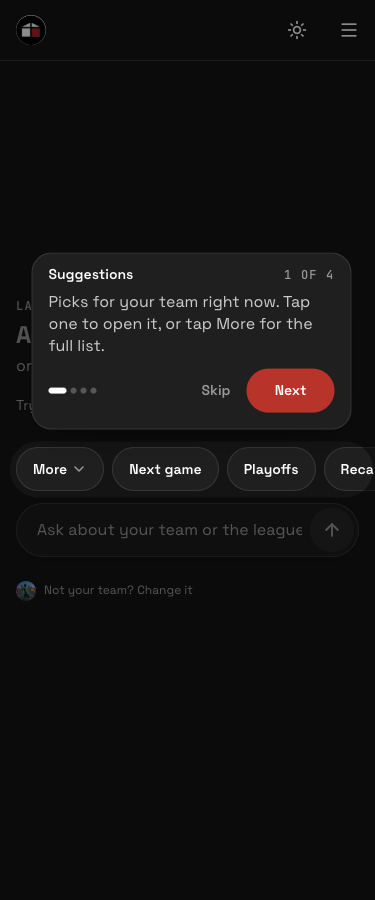 Suggestions
1 OF 4
Picks for your team right now. Tap
one to open it, or tap More for the
full list.
Skip
Next
More
Next game
Playoffs
Reca
Ask about your team or the league
Not your team? Change it